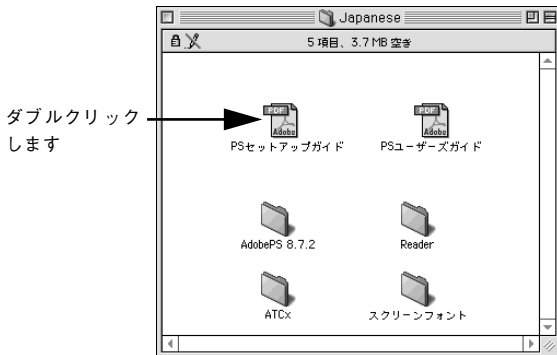 Japanese
5 項目、3.7 MB 空き
ダブルクリック
します
PDF
Adobe
PDF
Adobe
PSセットアップガイド
PSユーザーズガイド
AdobePS 8.7.2
Reader
ATCx
スクリーンフォント